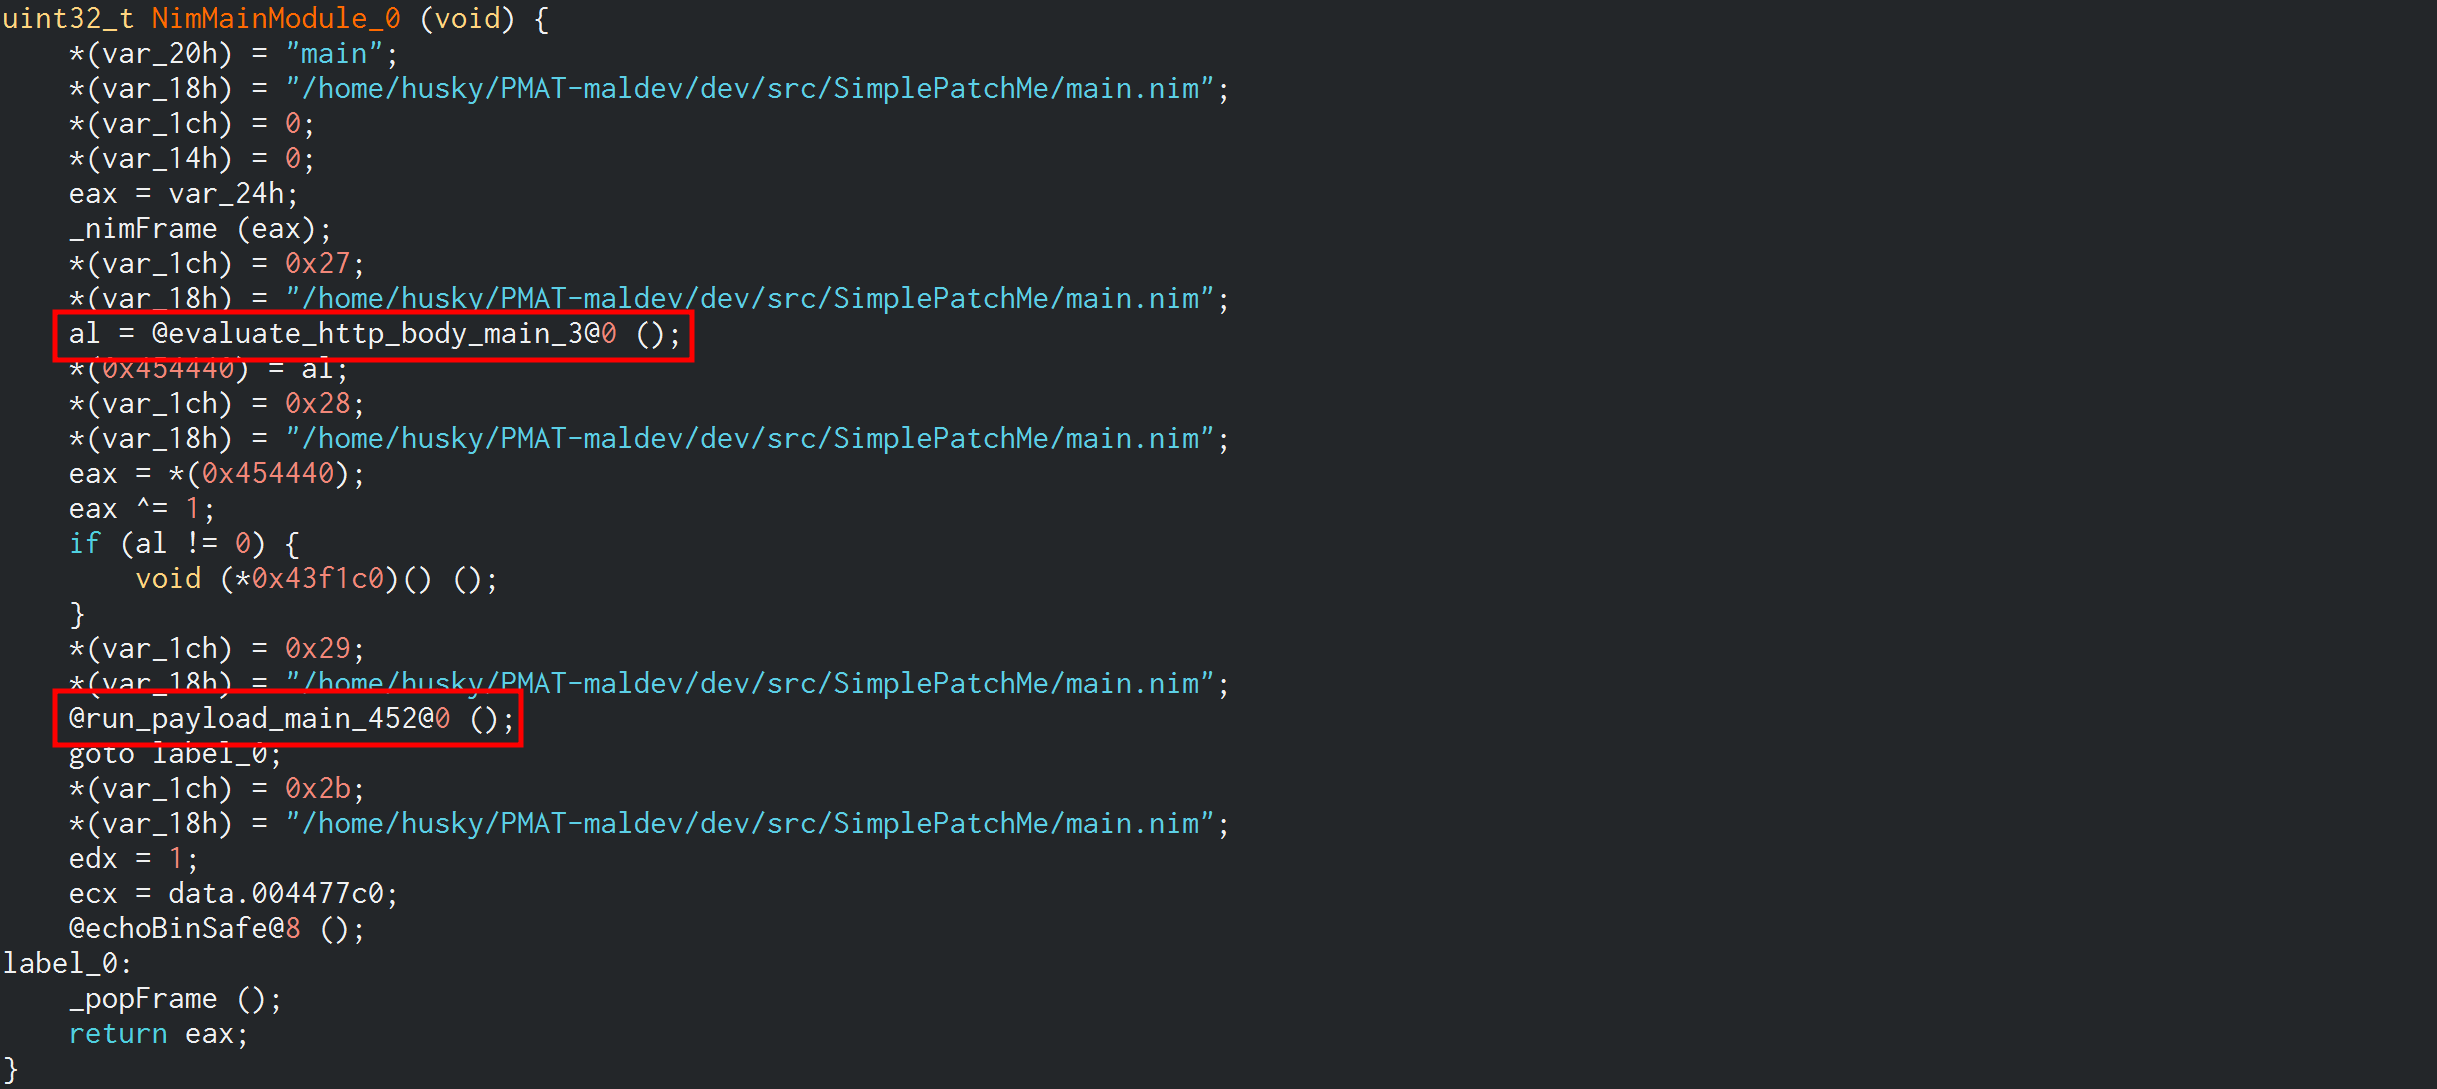 uint32_t NimMainModule_0 (void) {
    *(var_20h) = "main";
    *(var_18h) = "/home/husky/PMAT-maldev/dev/src/SimplePatchMe/main.nim";
    *(var_1ch) = 0;
    *(var_14h) = 0;
    eax = var_24h;
    _nimFrame (eax);
    *(var_1ch) = 0x27;
    *(var_18h) = "/home/husky/PMAT-maldev/dev/src/SimplePatchMe/main.nim";
    al = @evaluate_http_body_main_3@0 ();
    *(0x454440) = al;
    *(var_1ch) = 0x28;
    *(var_18h) = "/home/husky/PMAT-maldev/dev/src/SimplePatchMe/main.nim";
    eax = *(0x454440);
    eax ^= 1;
    if (al != 0) {
        void (*0x43f1c0)() ();
    }
    *(var_1ch) = 0x29;
    *(var_18h) = "/home/husky/PMAT-maldev/dev/src/SimplePatchMe/main.nim";
    @run_payload_main_452@0 ();
    goto label_0;
    *(var_1ch) = 0x2b;
    *(var_18h) = "/home/husky/PMAT-maldev/dev/src/SimplePatchMe/main.nim";
    edx = 1;
    ecx = data.004477c0;
    @echoBinSafe@8 ();
label_0:
    _popFrame ();
    return eax;
}